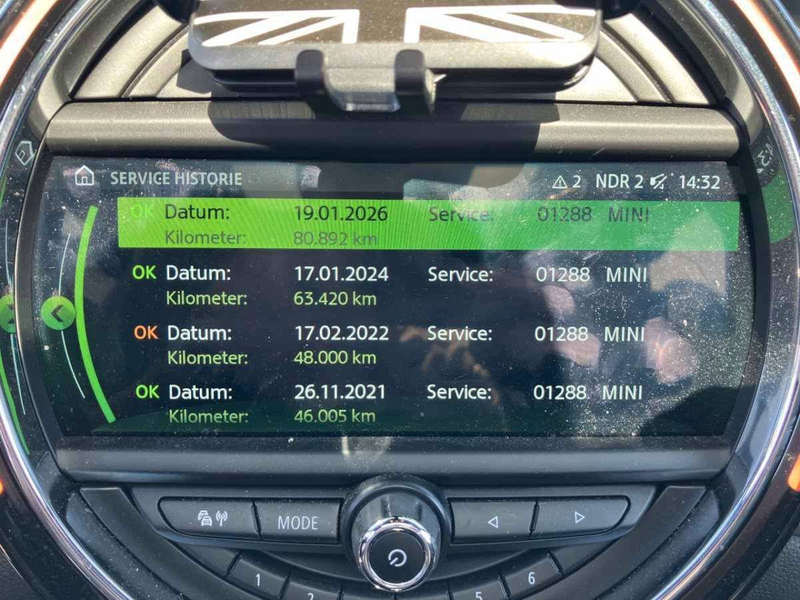 SERVICE HISTORIE 2 NDR 2 14:32
OK Datum: 19.01.2026 Service: 01288 MINI
Kilometer: 80.892 km
OK Datum: 17.01.2024 Service: 01288 MINI
Kilometer: 63.420 km
OK Datum: 17.02.2022 Service: 01288 MINI
Kilometer: 48.000 km
OK Datum: 26.11.2021 Service: 01288 MINI
Kilometer: 46.005 km
MODE
1 2 5 6